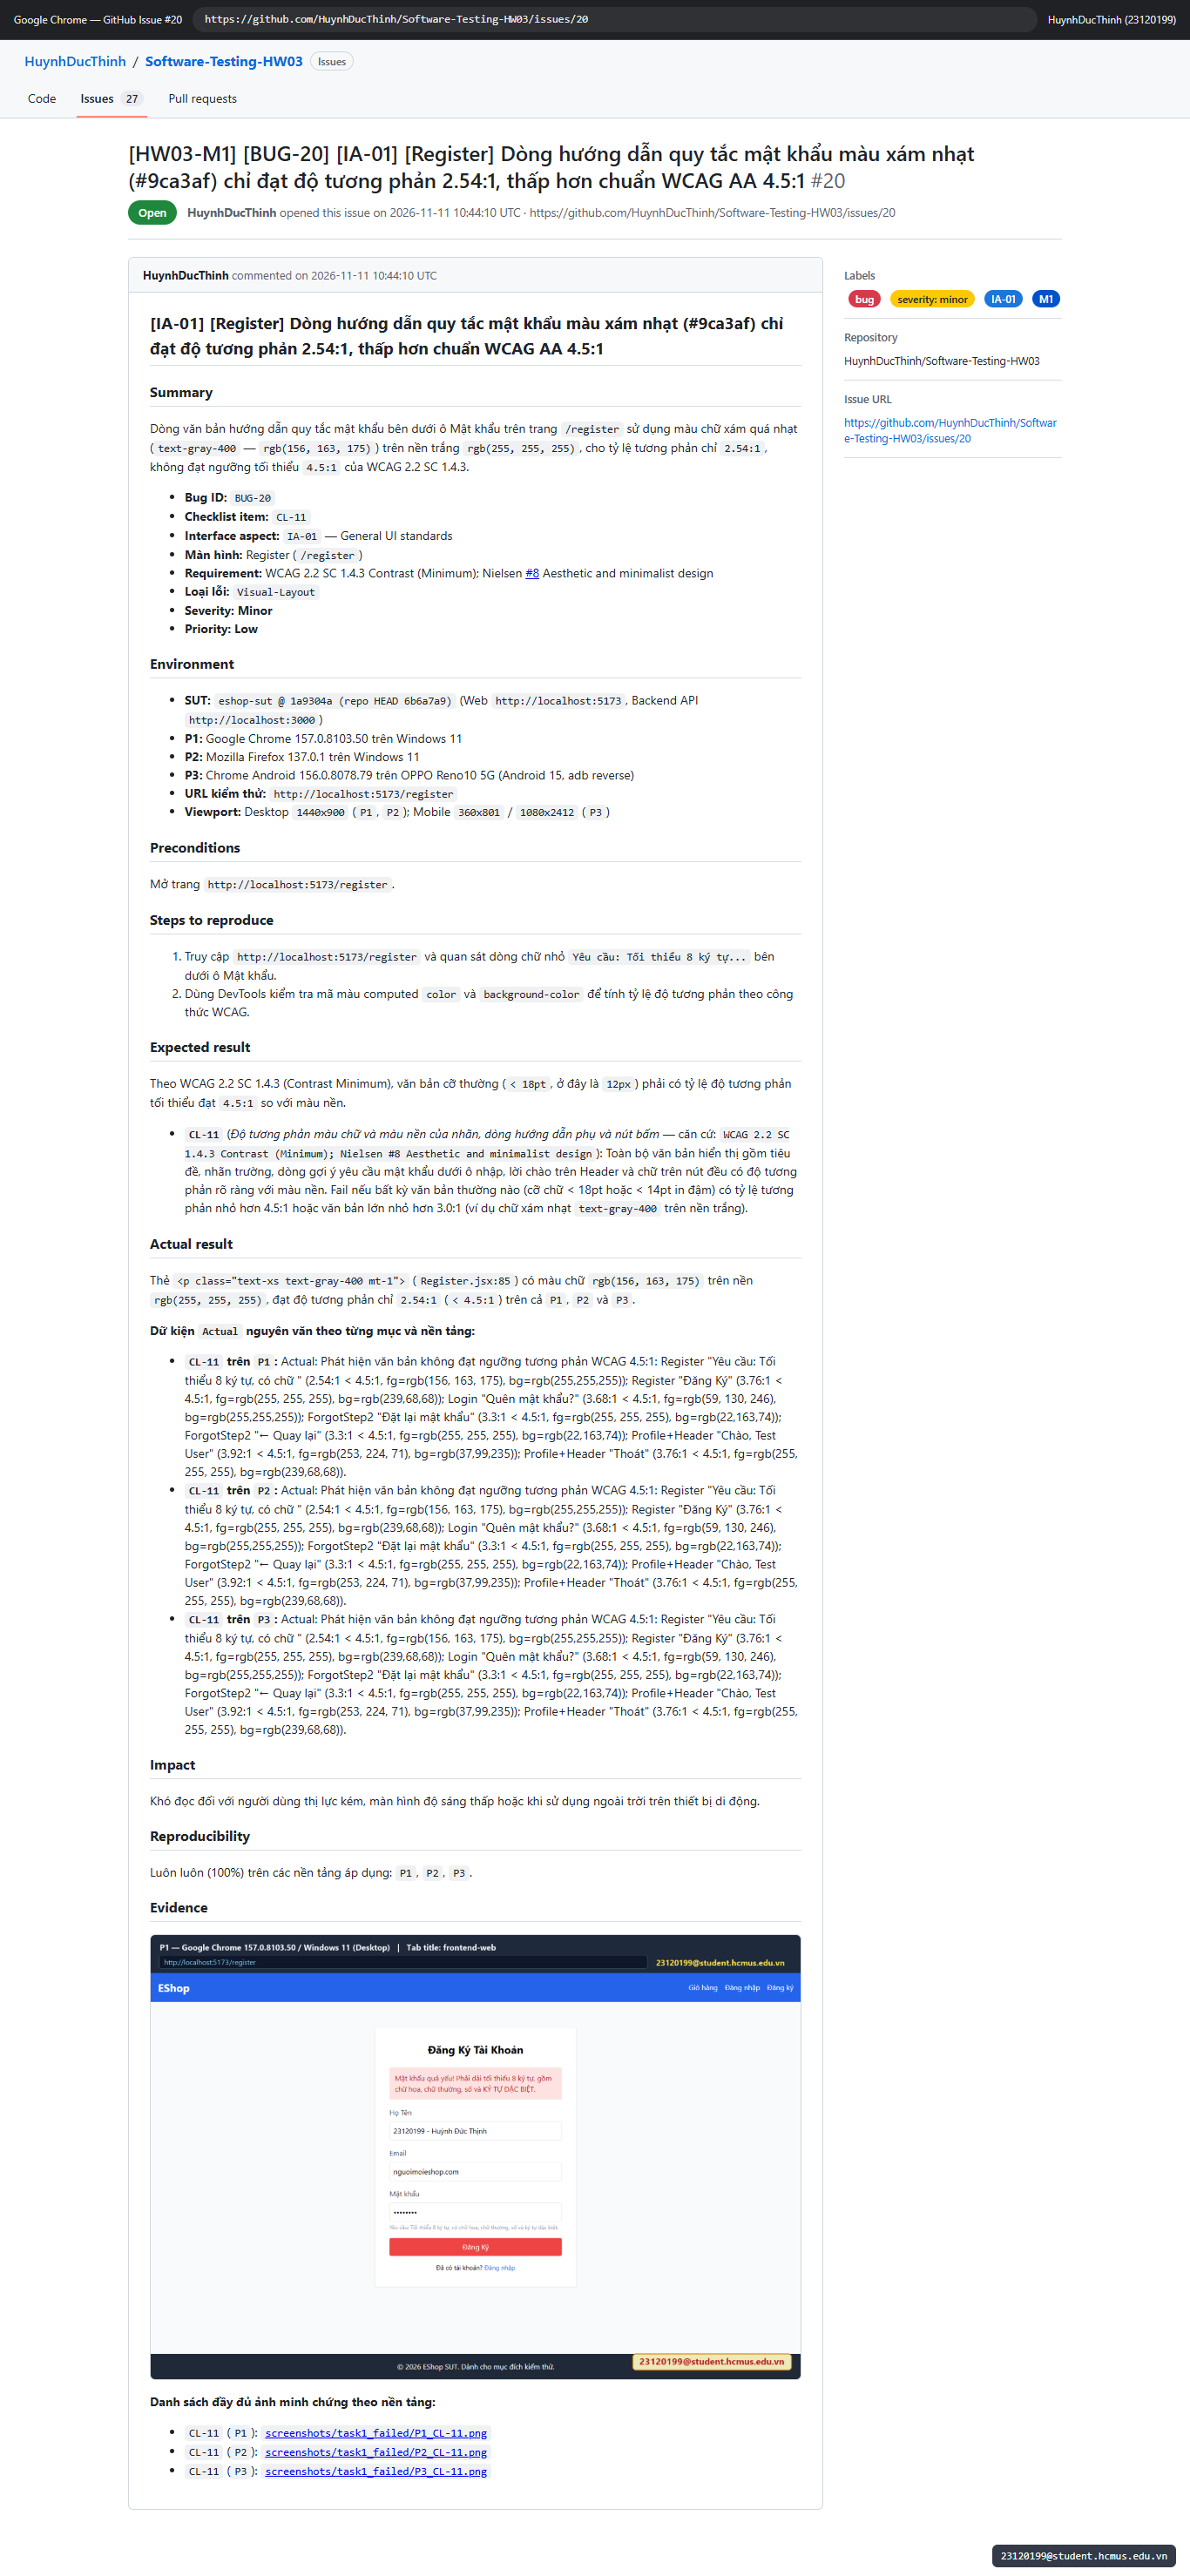 Google Chrome — GitHub Issue #20
https://github.com/HuynhDucThinh/Software-Testing-HW03/issues/20
HuynhDucThinh (23120199)
HuynhDucThinh / Software-Testing-HW03 Issues
Code Issues 27 Pull requests
[HW03-M1] [BUG-20] [IA-01] [Register] Dòng hướng dẫn quy tắc mật khẩu màu xám nhạt
(#9ca3af) chỉ đạt độ tương phản 2.54:1, thấp hơn chuẩn WCAG AA 4.5:1 #20
Open HuynhDucThinh opened this issue on 2026-11-11 10:44:10 UTC · https://github.com/HuynhDucThinh/Software-Testing-HW03/issues/20
HuynhDucThinh commented on 2026-11-11 10:44:10 UTC
[IA-01] [Register] Dòng hướng dẫn quy tắc mật khẩu màu xám nhạt (#9ca3af) chỉ
đạt độ tương phản 2.54:1, thấp hơn chuẩn WCAG AA 4.5:1
Summary
Dòng văn bản hướng dẫn quy tắc mật khẩu bên dưới ô Mật khẩu trên trang /register sử dụng màu chữ xám quá nhạt
( text-gray-400 — rgb(156, 163, 175) ) trên nền trắng rgb(255, 255, 255) , cho tỷ lệ tương phản chỉ 2.54:1 ,
không đạt ngưỡng tối thiểu 4.5:1 của WCAG 2.2 SC 1.4.3.
• Bug ID: BUG-20
• Checklist item: CL-11
• Interface aspect: IA-01 — General UI standards
• Màn hình: Register ( /register )
• Requirement: WCAG 2.2 SC 1.4.3 Contrast (Minimum); Nielsen #8 Aesthetic and minimalist design
• Loại lỗi: Visual-Layout
• Severity: Minor
• Priority: Low
Environment
• SUT: eshop-sut @ 1a9304a (repo HEAD 6b6a7a9) (Web http://localhost:5173 , Backend API
http://localhost:3000 )
• P1: Google Chrome 157.0.8103.50 trên Windows 11
• P2: Mozilla Firefox 137.0.1 trên Windows 11
• P3: Chrome Android 156.0.8078.79 trên OPPO Reno10 5G (Android 15, adb reverse)
• URL kiểm thử: http://localhost:5173/register
• Viewport: Desktop 1440x900 ( P1 , P2 ); Mobile 360x801 / 1080x2412 ( P3 )
Preconditions
Mở trang http://localhost:5173/register .
Steps to reproduce
1. Truy cập http://localhost:5173/register và quan sát dòng chữ nhỏ Yêu cầu: Tối thiểu 8 ký tự... bên
dưới ô Mật khẩu.
2. Dùng DevTools kiểm tra mã màu computed color và background-color để tính tỷ lệ độ tương phản theo công
thức WCAG.
Expected result
Theo WCAG 2.2 SC 1.4.3 (Contrast Minimum), văn bản cỡ thường ( < 18pt , ở đây là 12px ) phải có tỷ lệ độ tương phản
tối thiểu đạt 4.5:1 so với màu nền.
• CL-11 (Độ tương phản màu chữ và màu nền của nhãn, dòng hướng dẫn phụ và nút bấm — căn cứ: WCAG 2.2 SC
1.4.3 Contrast (Minimum); Nielsen #8 Aesthetic and minimalist design ): Toàn bộ văn bản hiển thị gồm tiêu
đề, nhãn trường, dòng gợi ý yêu cầu mật khẩu dưới ô nhập, lời chào trên Header và chữ trên nút đều có độ tương
phản rõ ràng với màu nền. Fail nếu bất kỳ văn bản thường nào (cỡ chữ < 18pt hoặc < 14pt in đậm) có tỷ lệ tương
phản nhỏ hơn 4.5:1 hoặc văn bản lớn nhỏ hơn 3.0:1 (ví dụ chữ xám nhạt text-gray-400 trên nền trắng).
Actual result
Thẻ <p class="text-xs text-gray-400 mt-1"> ( Register.jsx:85 ) có màu chữ rgb(156, 163, 175) trên nền
rgb(255, 255, 255) , đạt độ tương phản chỉ 2.54:1 ( < 4.5:1 ) trên cả P1 , P2 và P3 .
Dữ kiện Actual nguyên văn theo từng mục và nền tảng:
• CL-11 trên P1 : Actual: Phát hiện văn bản không đạt ngưỡng tương phản WCAG 4.5:1: Register "Yêu cầu: Tối
thiểu 8 ký tự, có chữ " (2.54:1 < 4.5:1, fg=rgb(156, 163, 175), bg=rgb(255,255,255)); Register "Đăng Ký" (3.76:1 <
4.5:1, fg=rgb(255, 255, 255), bg=rgb(239,68,68)); Login "Quên mật khẩu?" (3.68:1 < 4.5:1, fg=rgb(59, 130, 246),
bg=rgb(255,255,255)); ForgotStep2 "Đặt lại mật khẩu" (3.3:1 < 4.5:1, fg=rgb(255, 255, 255), bg=rgb(22,163,74));
ForgotStep2 "← Quay lại" (3.3:1 < 4.5:1, fg=rgb(255, 255, 255), bg=rgb(22,163,74)); Profile+Header "Chào, Test
User" (3.92:1 < 4.5:1, fg=rgb(253, 224, 71), bg=rgb(37,99,235)); Profile+Header "Thoát" (3.76:1 < 4.5:1, fg=rgb(255,
255, 255), bg=rgb(239,68,68)).
• CL-11 trên P2 : Actual: Phát hiện văn bản không đạt ngưỡng tương phản WCAG 4.5:1: Register "Yêu cầu: Tối
thiểu 8 ký tự, có chữ " (2.54:1 < 4.5:1, fg=rgb(156, 163, 175), bg=rgb(255,255,255)); Register "Đăng Ký" (3.76:1 <
4.5:1, fg=rgb(255, 255, 255), bg=rgb(239,68,68)); Login "Quên mật khẩu?" (3.68:1 < 4.5:1, fg=rgb(59, 130, 246),
bg=rgb(255,255,255)); ForgotStep2 "Đặt lại mật khẩu" (3.3:1 < 4.5:1, fg=rgb(255, 255, 255), bg=rgb(22,163,74));
ForgotStep2 "← Quay lại" (3.3:1 < 4.5:1, fg=rgb(255, 255, 255), bg=rgb(22,163,74)); Profile+Header "Chào, Test
User" (3.92:1 < 4.5:1, fg=rgb(253, 224, 71), bg=rgb(37,99,235)); Profile+Header "Thoát" (3.76:1 < 4.5:1, fg=rgb(255,
255, 255), bg=rgb(239,68,68)).
• CL-11 trên P3 : Actual: Phát hiện văn bản không đạt ngưỡng tương phản WCAG 4.5:1: Register "Yêu cầu: Tối
thiểu 8 ký tự, có chữ " (2.54:1 < 4.5:1, fg=rgb(156, 163, 175), bg=rgb(255,255,255)); Register "Đăng Ký" (3.76:1 <
4.5:1, fg=rgb(255, 255, 255), bg=rgb(239,68,68)); Login "Quên mật khẩu?" (3.68:1 < 4.5:1, fg=rgb(59, 130, 246),
bg=rgb(255,255,255)); ForgotStep2 "Đặt lại mật khẩu" (3.3:1 < 4.5:1, fg=rgb(255, 255, 255), bg=rgb(22,163,74));
ForgotStep2 "← Quay lại" (3.3:1 < 4.5:1, fg=rgb(255, 255, 255), bg=rgb(22,163,74)); Profile+Header "Chào, Test
User" (3.92:1 < 4.5:1, fg=rgb(253, 224, 71), bg=rgb(37,99,235)); Profile+Header "Thoát" (3.76:1 < 4.5:1, fg=rgb(255,
255, 255), bg=rgb(239,68,68)).
Impact
Khó đọc đối với người dùng thị lực kém, màn hình độ sáng thấp hoặc khi sử dụng ngoài trời trên thiết bị di động.
Reproducibility
Luôn luôn (100%) trên các nền tảng áp dụng: P1 , P2 , P3 .
Evidence
P1 — Google Chrome 157.0.8103.50 / Windows 11 (Desktop) | Tab title: frontend-web
http://localhost:5173/register
23120199@student.hcmus.edu.vn
EShop
Giỏ hàng Đăng nhập Đăng ký
Đăng Ký Tài Khoản
Mật khẩu quá yếu! Phải dài tối thiểu 8 ký tự, gồm
chữ hoa, chữ thường, số và KÝ TỰ ĐẶC BIỆT.
Họ Tên
23120199 - Huỳnh Đức Thịnh
Email
nguoimoieshop.com
Mật khẩu
••••••••
Yêu cầu: Tối thiểu 8 ký tự, có chữ hoa, chữ thường, số và ký tự đặc biệt.
Đăng Ký
Đã có tài khoản? Đăng nhập
© 2026 EShop SUT. Dành cho mục đích kiểm thử.
23120199@student.hcmus.edu.vn
Danh sách đầy đủ ảnh minh chứng theo nền tảng:
• CL-11 ( P1 ): screenshots/task1_failed/P1_CL-11.png
• CL-11 ( P2 ): screenshots/task1_failed/P2_CL-11.png
• CL-11 ( P3 ): screenshots/task1_failed/P3_CL-11.png
Labels
bug severity: minor IA-01 M1
Repository
HuynhDucThinh/Software-Testing-HW03
Issue URL
https://github.com/HuynhDucThinh/Softwar
e-Testing-HW03/issues/20
23120199@student.hcmus.edu.vn